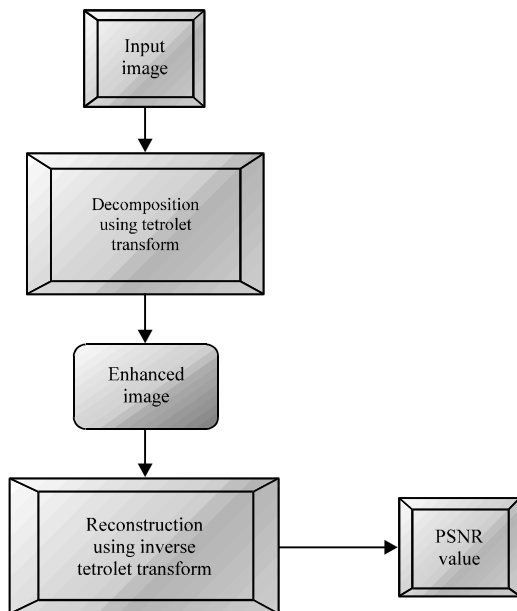 Input
image
Decomposition
using tetrolet
transform
Enhanced
image
Reconstruction
using inverse
tetrolet transform
PSNR
value